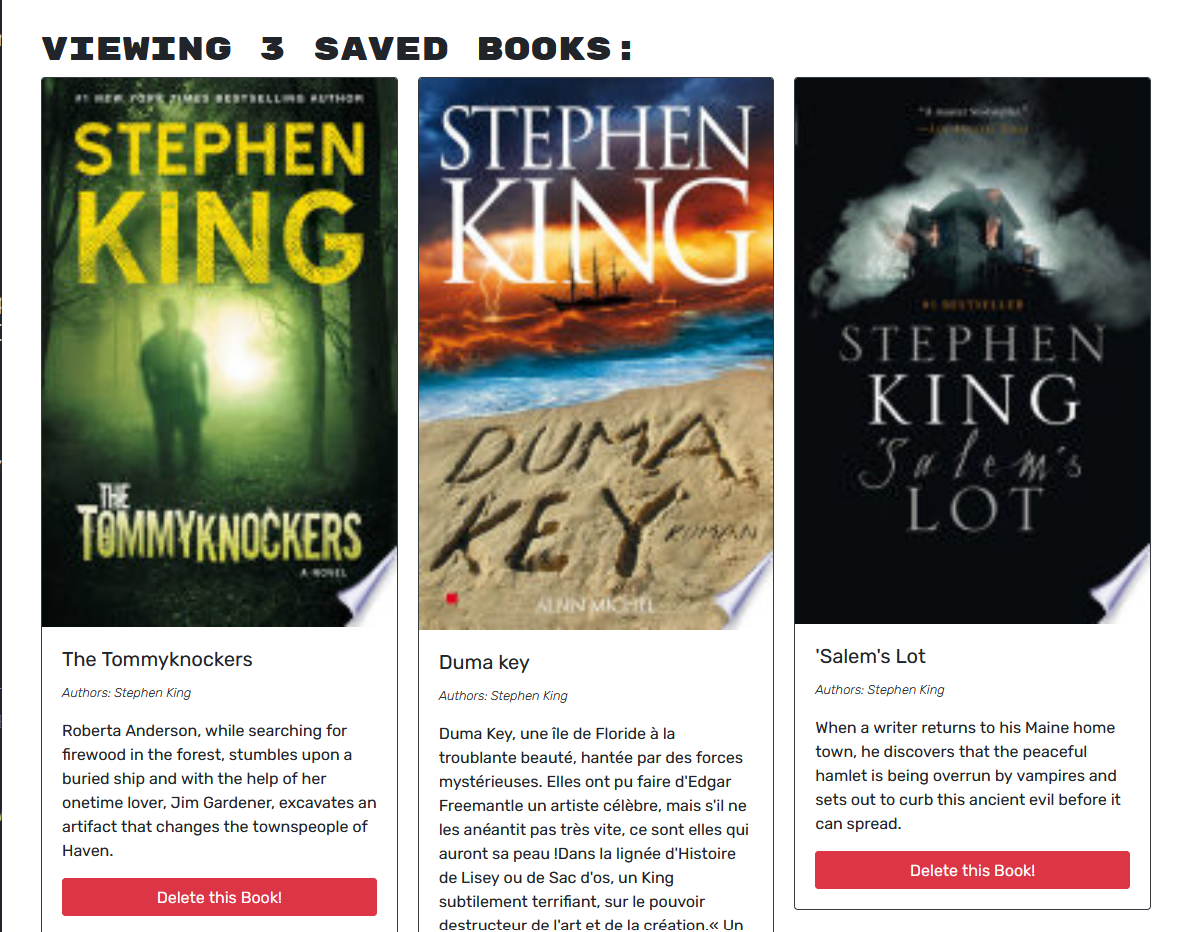 VIEWING 3 SAVED BOOKS:
#1 NEW YORK TIMES BESTSELLING AUTHOR
STEPHEN
KING
THE
TOMMYKNOCKERS
A NOVEL
The Tommyknockers
Authors: Stephen King
Roberta Anderson, while searching for
firewood in the forest, stumbles upon a
buried ship and with the help of her
onetime lover, Jim Gardener, excavates an
artifact that changes the townspeople of
Haven.
Delete this Book!
STEPHEN
KING
DUMA
KEY
ROMAN
ALBIN MICHEL
Duma key
Authors: Stephen King
Duma Key, une île de Floride à la
troublante beauté, hantée par des forces
mystérieuses. Elles ont pu faire d'Edgar
Freemantle un artiste célèbre, mais s'il ne
les anéantit pas très vite, ce sont elles qui
auront sa peau !Dans la lignée d'Histoire
de Lisey ou de Sac d'os, un King
subtilement terrifiant, sur le pouvoir
destructeur de l'art et de la création.« Un
"A master storyteller."
#1 BESTSELLER
STEPHEN
KING
'Salem's
LOT
'Salem's Lot
Authors: Stephen King
When a writer returns to his Maine home
town, he discovers that the peaceful
hamlet is being overrun by vampires and
sets out to curb this ancient evil before it
can spread.
Delete this Book!